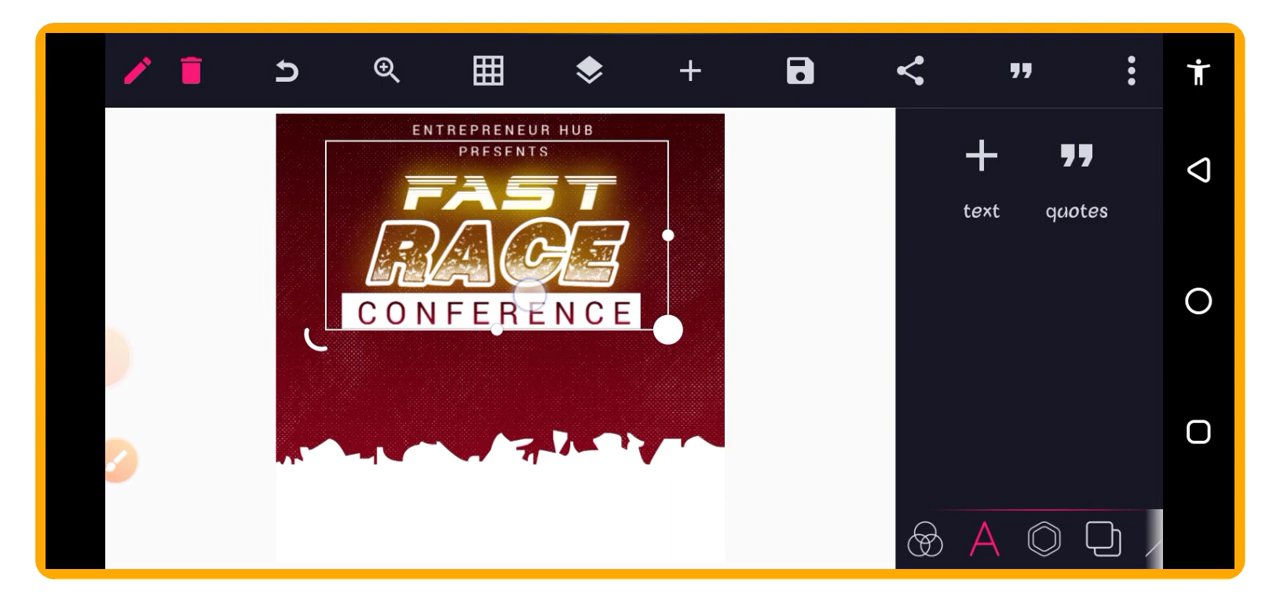 ENTREPRENEUR HUB
PRESENTS
FAST
RACE
CONFERENCE
text
quotes